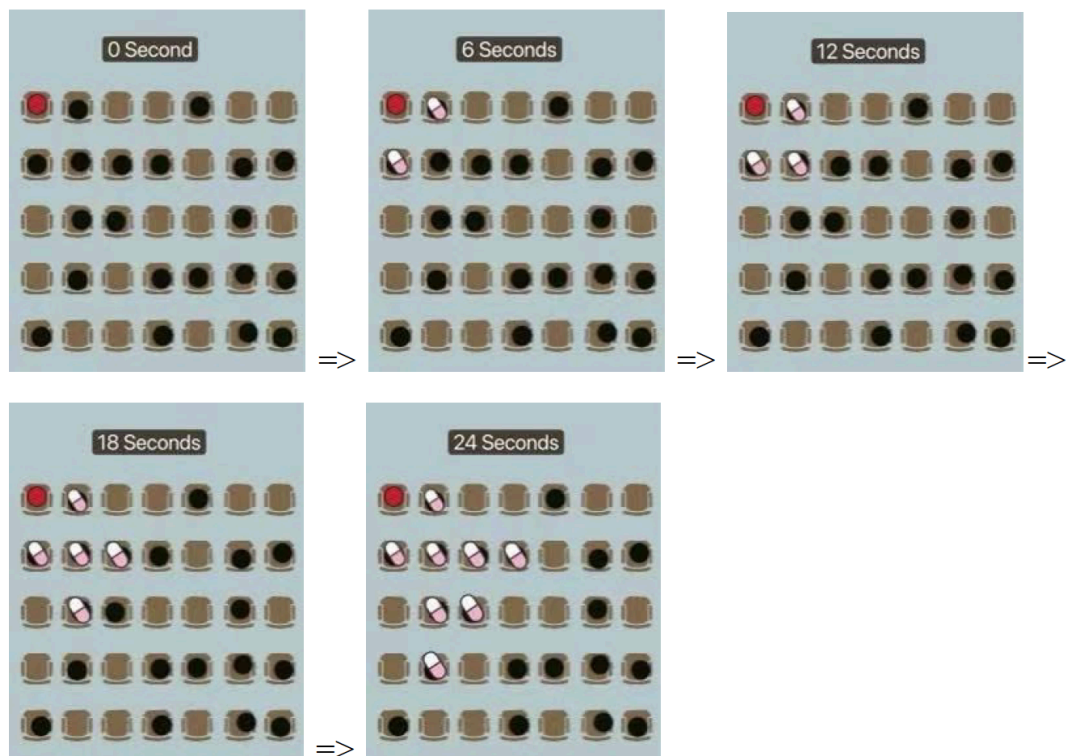 0 Second
6 Seconds
12 Seconds
=>
=>
=>
18 Seconds
24 Seconds
=>